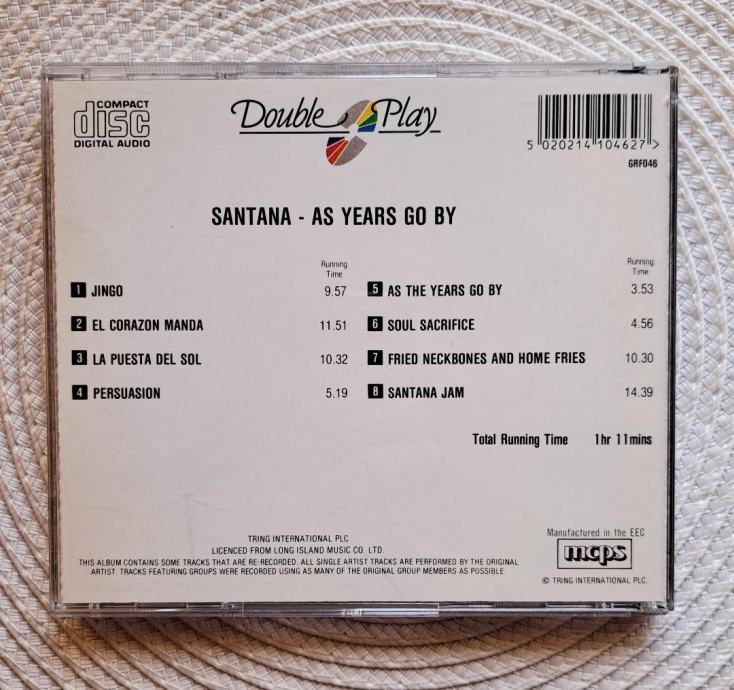 COMPACT
disc
DIGITAL AUDIO
Double Play
5 020214 104627 >
GRF046
SANTANA - AS YEARS GO BY
Running
Time
1 JINGO 9.57
2 EL CORAZON MANDA 11.51
3 LA PUESTA DEL SOL 10.32
4 PERSUASION 5.19
Running
Time
5 AS THE YEARS GO BY 3.53
6 SOUL SACRIFICE 4.56
7 FRIED NECKBONES AND HOME FRIES 10.30
8 SANTANA JAM 14.39
Total Running Time 1hr 11mins
TRING INTERNATIONAL PLC
LICENCED FROM LONG ISLAND MUSIC CO. LTD.
THIS ALBUM CONTAINS SOME TRACKS THAT ARE RE-RECORDED. ALL SINGLE ARTIST TRACKS ARE PERFORMED BY THE ORIGINAL
ARTIST. TRACKS FEATURING GROUPS WERE RECORDED USING AS MANY OF THE ORIGINAL GROUP MEMBERS AS POSSIBLE.
Manufactured in the EEC
mcps
© TRING INTERNATIONAL PLC.